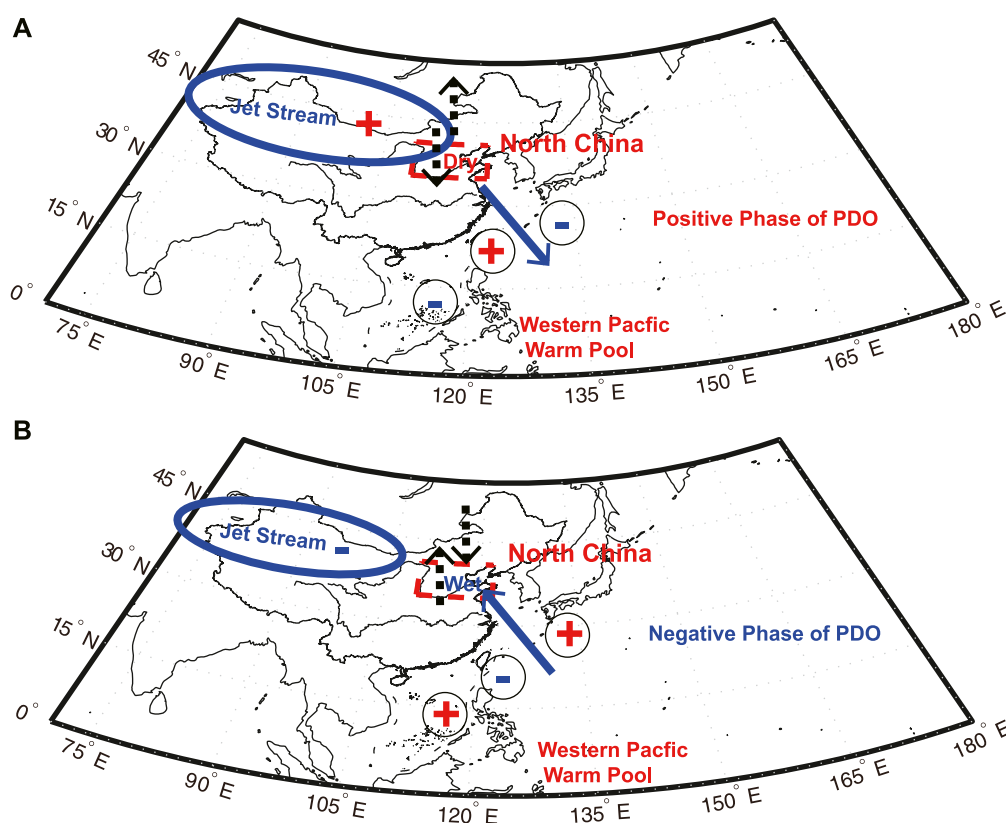 A
45°N
30°N
15°N
0°
75°E
90°E
105°E
120°E
135°E
150°E
165°E
180°E
Jet Stream
+
North China
Dry
Positive Phase of PDO
-
+
-
Western Pacfic
Warm Pool
B
45°N
30°N
15°N
0°
75°E
90°E
105°E
120°E
135°E
150°E
165°E
180°E
Jet Stream -
North China
Wet
Negative Phase of PDO
+
-
+
Western Pacfic
Warm Pool